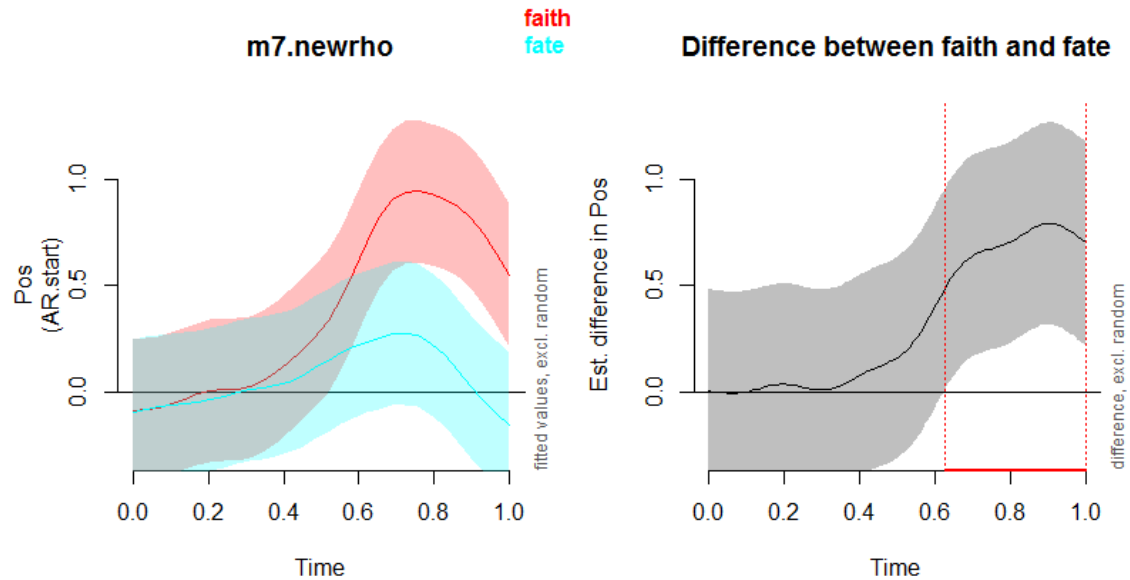 m7.newrho
faith
fate
Pos
(AR.start)
1.0
0.5
0.0
0.0 0.2 0.4 0.6 0.8 1.0
Time
fitted values, excl. random
Difference between faith and fate
Est. difference in Pos
1.0
0.5
0.0
0.0 0.2 0.4 0.6 0.8 1.0
Time
difference, excl. random